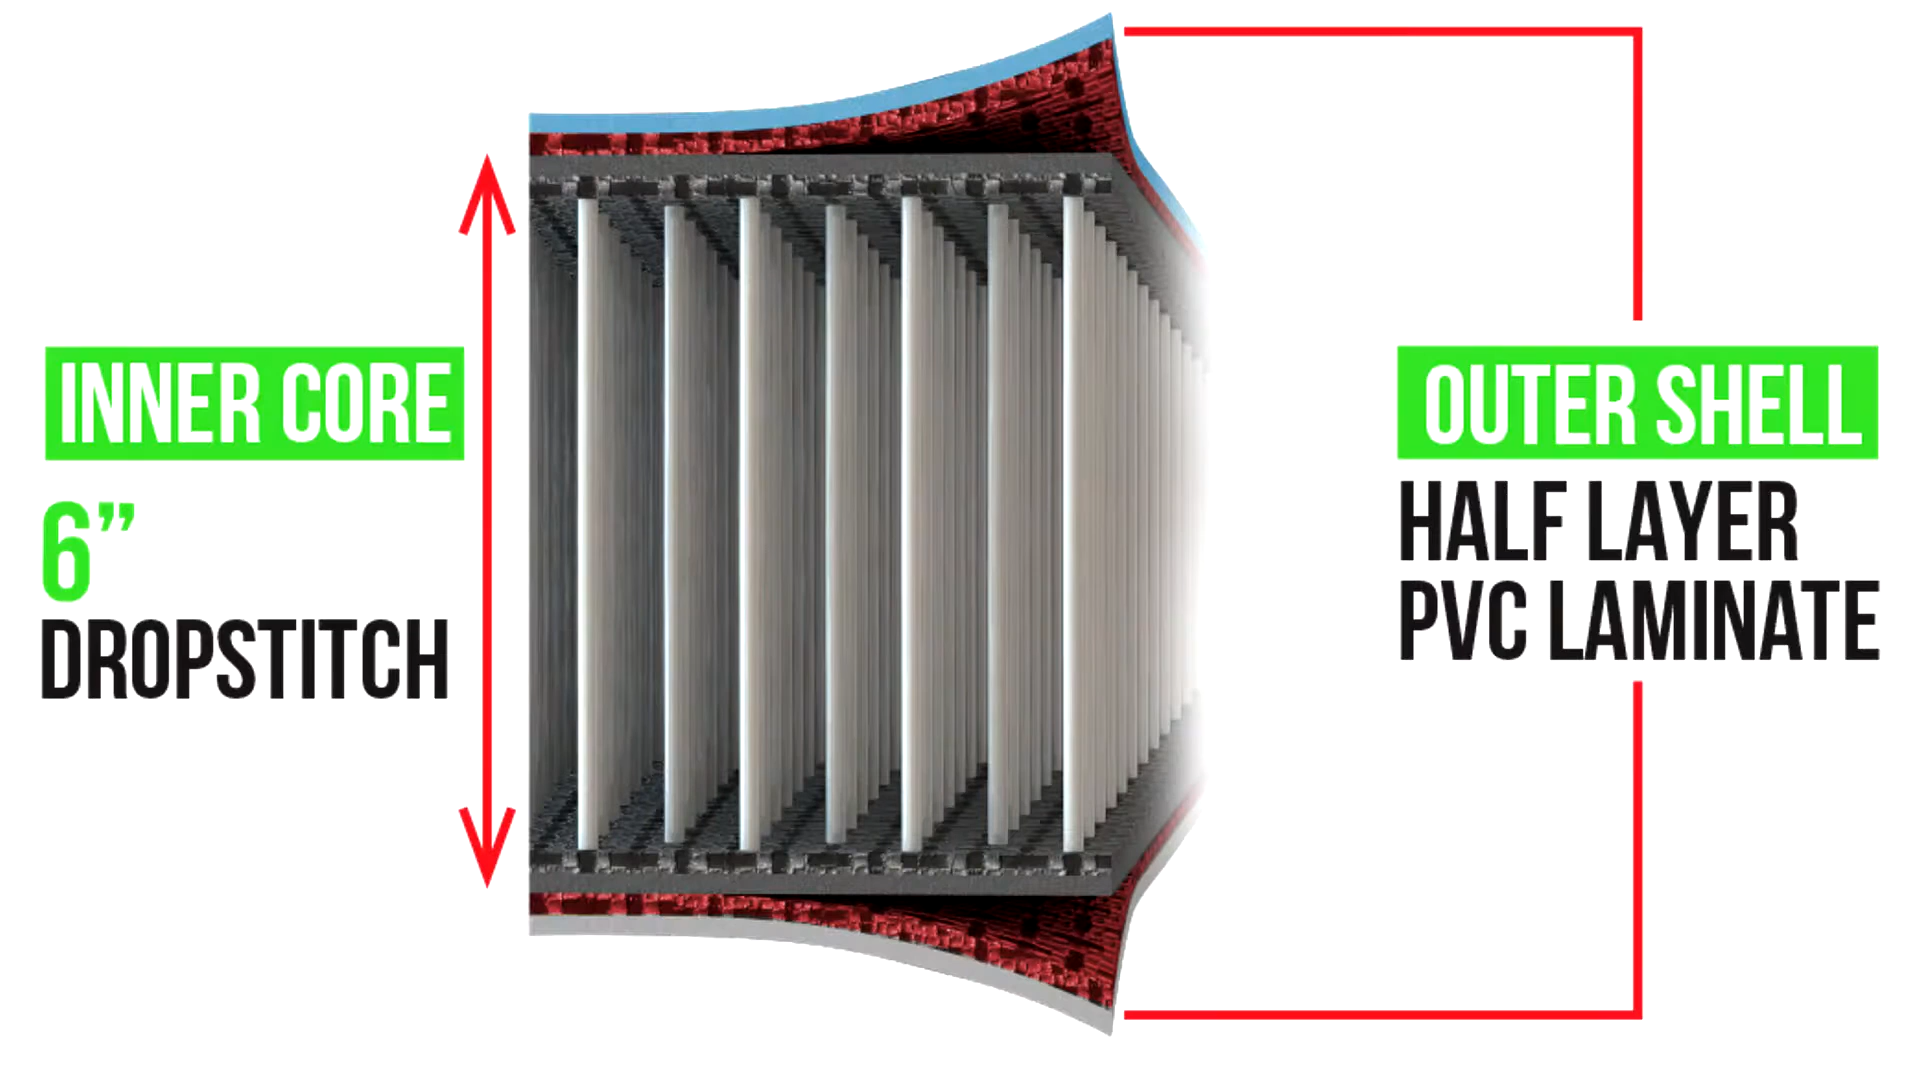 INNER CORE
6”
DROPSTITCH
OUTER SHELL
HALF LAYER
PVC LAMINATE